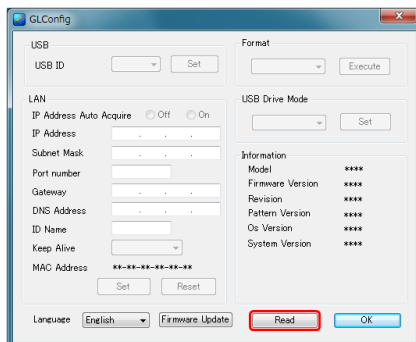 GLConfig
USB
USB ID
Set
Format
Execute
LAN
IP Address Auto Acquire Off On
IP Address . . .
Subnet Mask . . .
Port number
Gateway . . .
DNS Address . . .
ID Name
Keep Alive
MAC Address **-**-**-**-**-**
Set Reset
USB Drive Mode
Set
Information
Model ****
Firmware Version ****
Revision ****
Pattern Version ****
Os Version ****
System Version ****
Language English Firmware Update Read OK